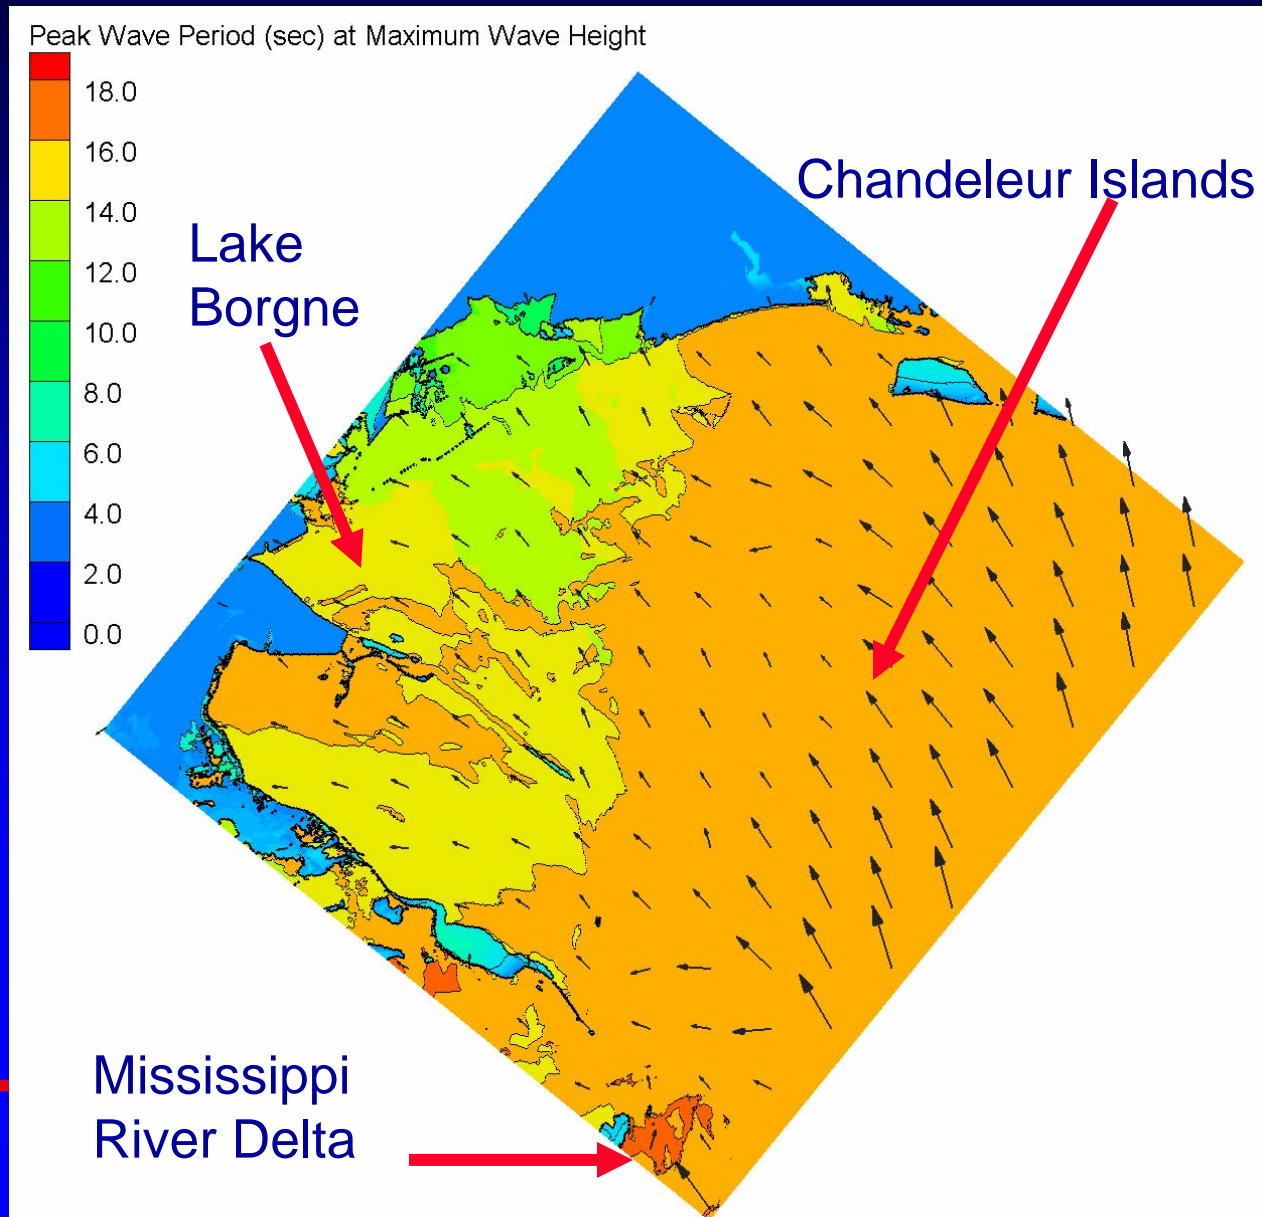 Peak Wave Period (sec) at Maximum Wave Height
18.0
16.0
14.0
12.0
10.0
8.0
6.0
4.0
2.0
0.0
Chandeleur Islands
Lake
Borgne
Mississippi
River Delta